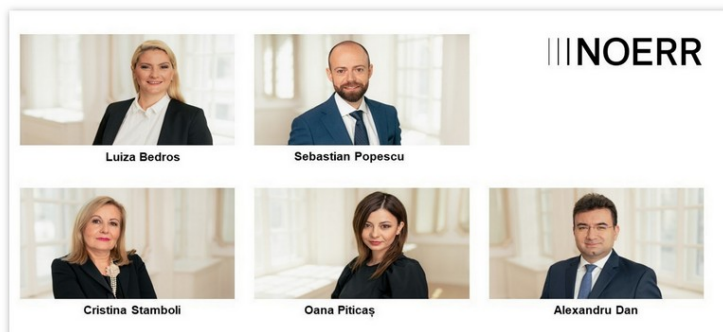 NOERR
Luiza Bedros
Sebastian Popescu
Cristina Stamboli
Oana Piticaș
Alexandru Dan